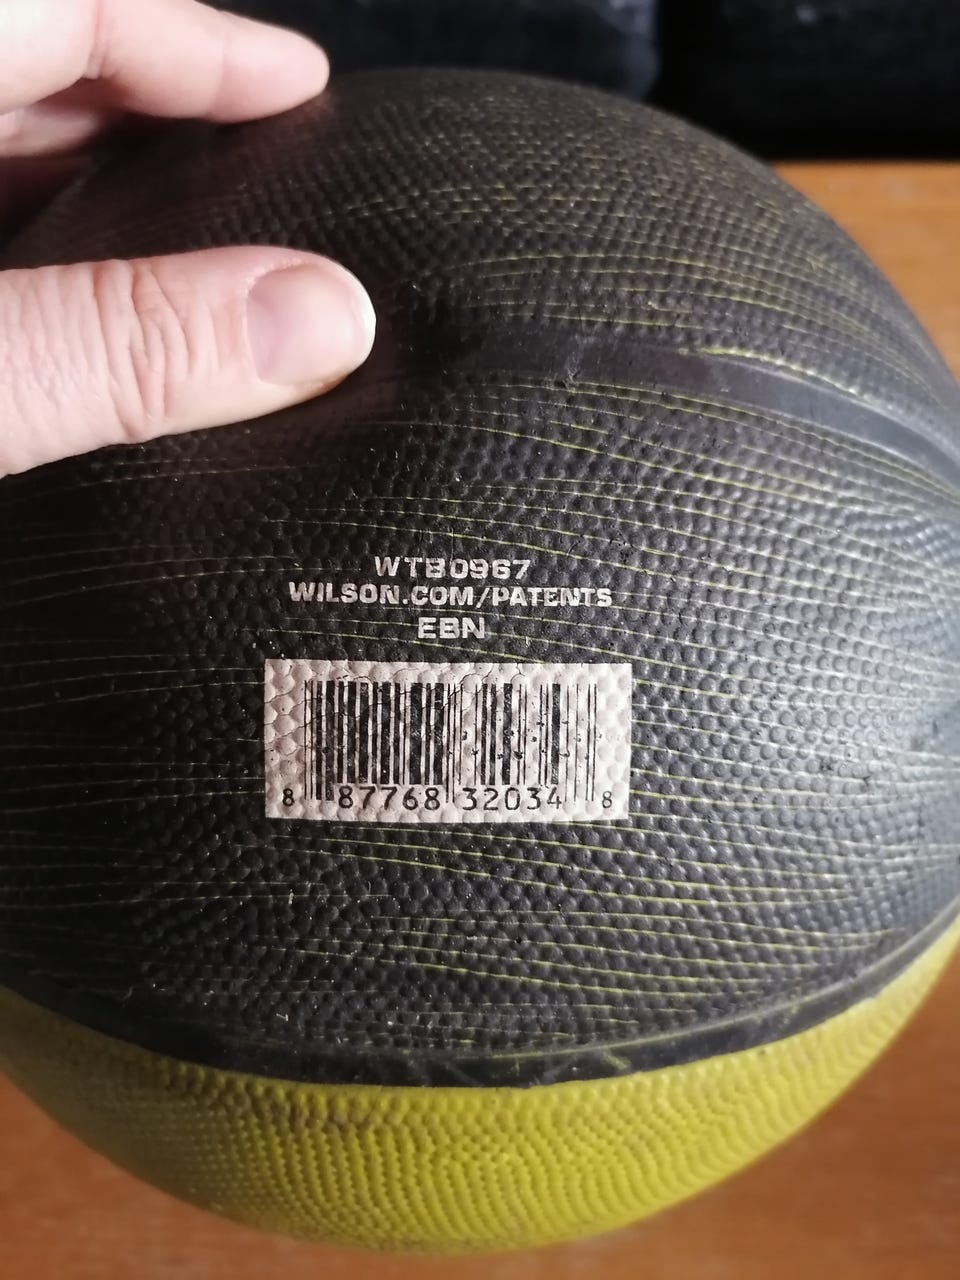 WTB0967
WILSON.COM/PATENTS
EBN
8 87768 32034 8